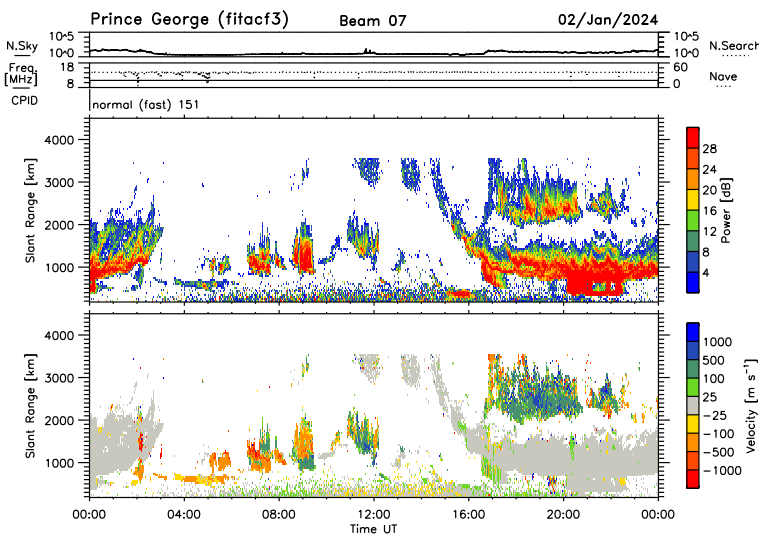 Prince George (fitacf3) Beam 07 02/Jan/2024
N.Sky 10^5 10^5 N.Search
10^0 10^0
Freq. 18 60 Nave
[MHz] 8 0
CPID normal (fast) 151
Slant Range [km] 4000 3000 2000 1000
28 24 20 16 12 8 4 Power [dB]
Slant Range [km] 4000 3000 2000 1000
1000 500 100 25 −25 −100 −500 −1000 Velocity [m s⁻¹]
00:00 04:00 08:00 12:00 16:00 20:00 00:00
Time UT